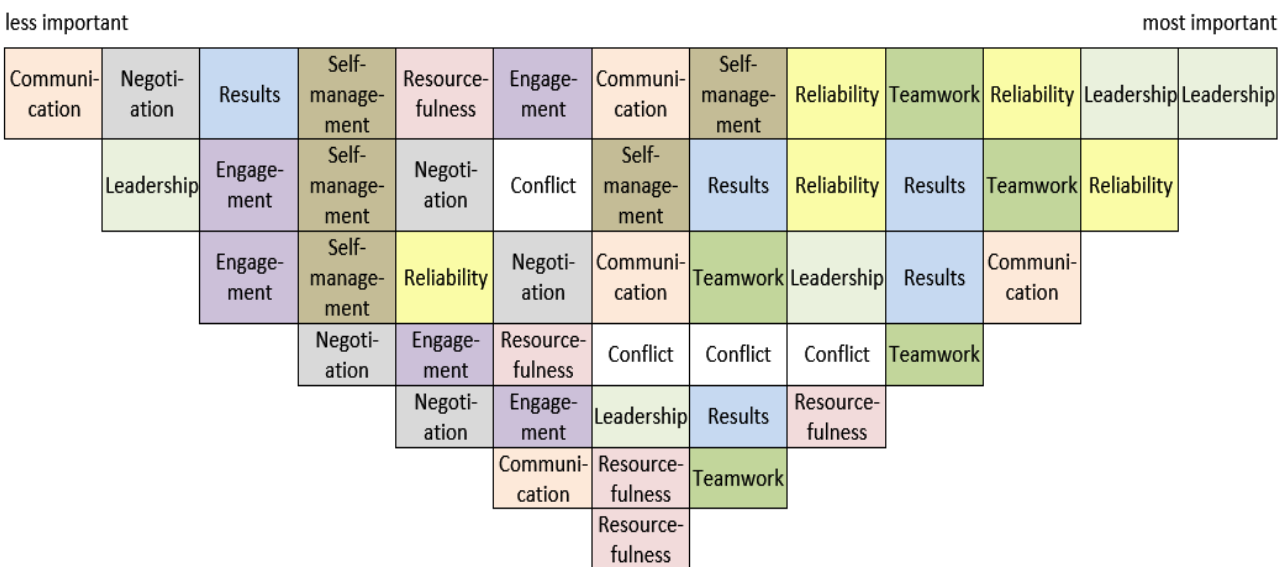 less important most important
Communi- Negoti- Results Self- Resource- Engage- Communi- Self- Reliability Teamwork Reliability Leadership Leadership
cation ation manage- fulness ment cation manage-
ment ment
Leadership Engage- Self- Negoti- Conflict Self- Results Reliability Results Teamwork Reliability
ment manage- ation manage-
ment ment
Engage- Self- Reliability Negoti- Communi- Teamwork Leadership Results Communi-
ment manage- ation cation cation
ment
Negoti- Engage- Resource- Conflict Conflict Conflict Teamwork
ation ment fulness
Negoti- Engage- Leadership Results Resource-
ation ment fulness
Communi- Resource- Teamwork
cation fulness
Resource-
fulness